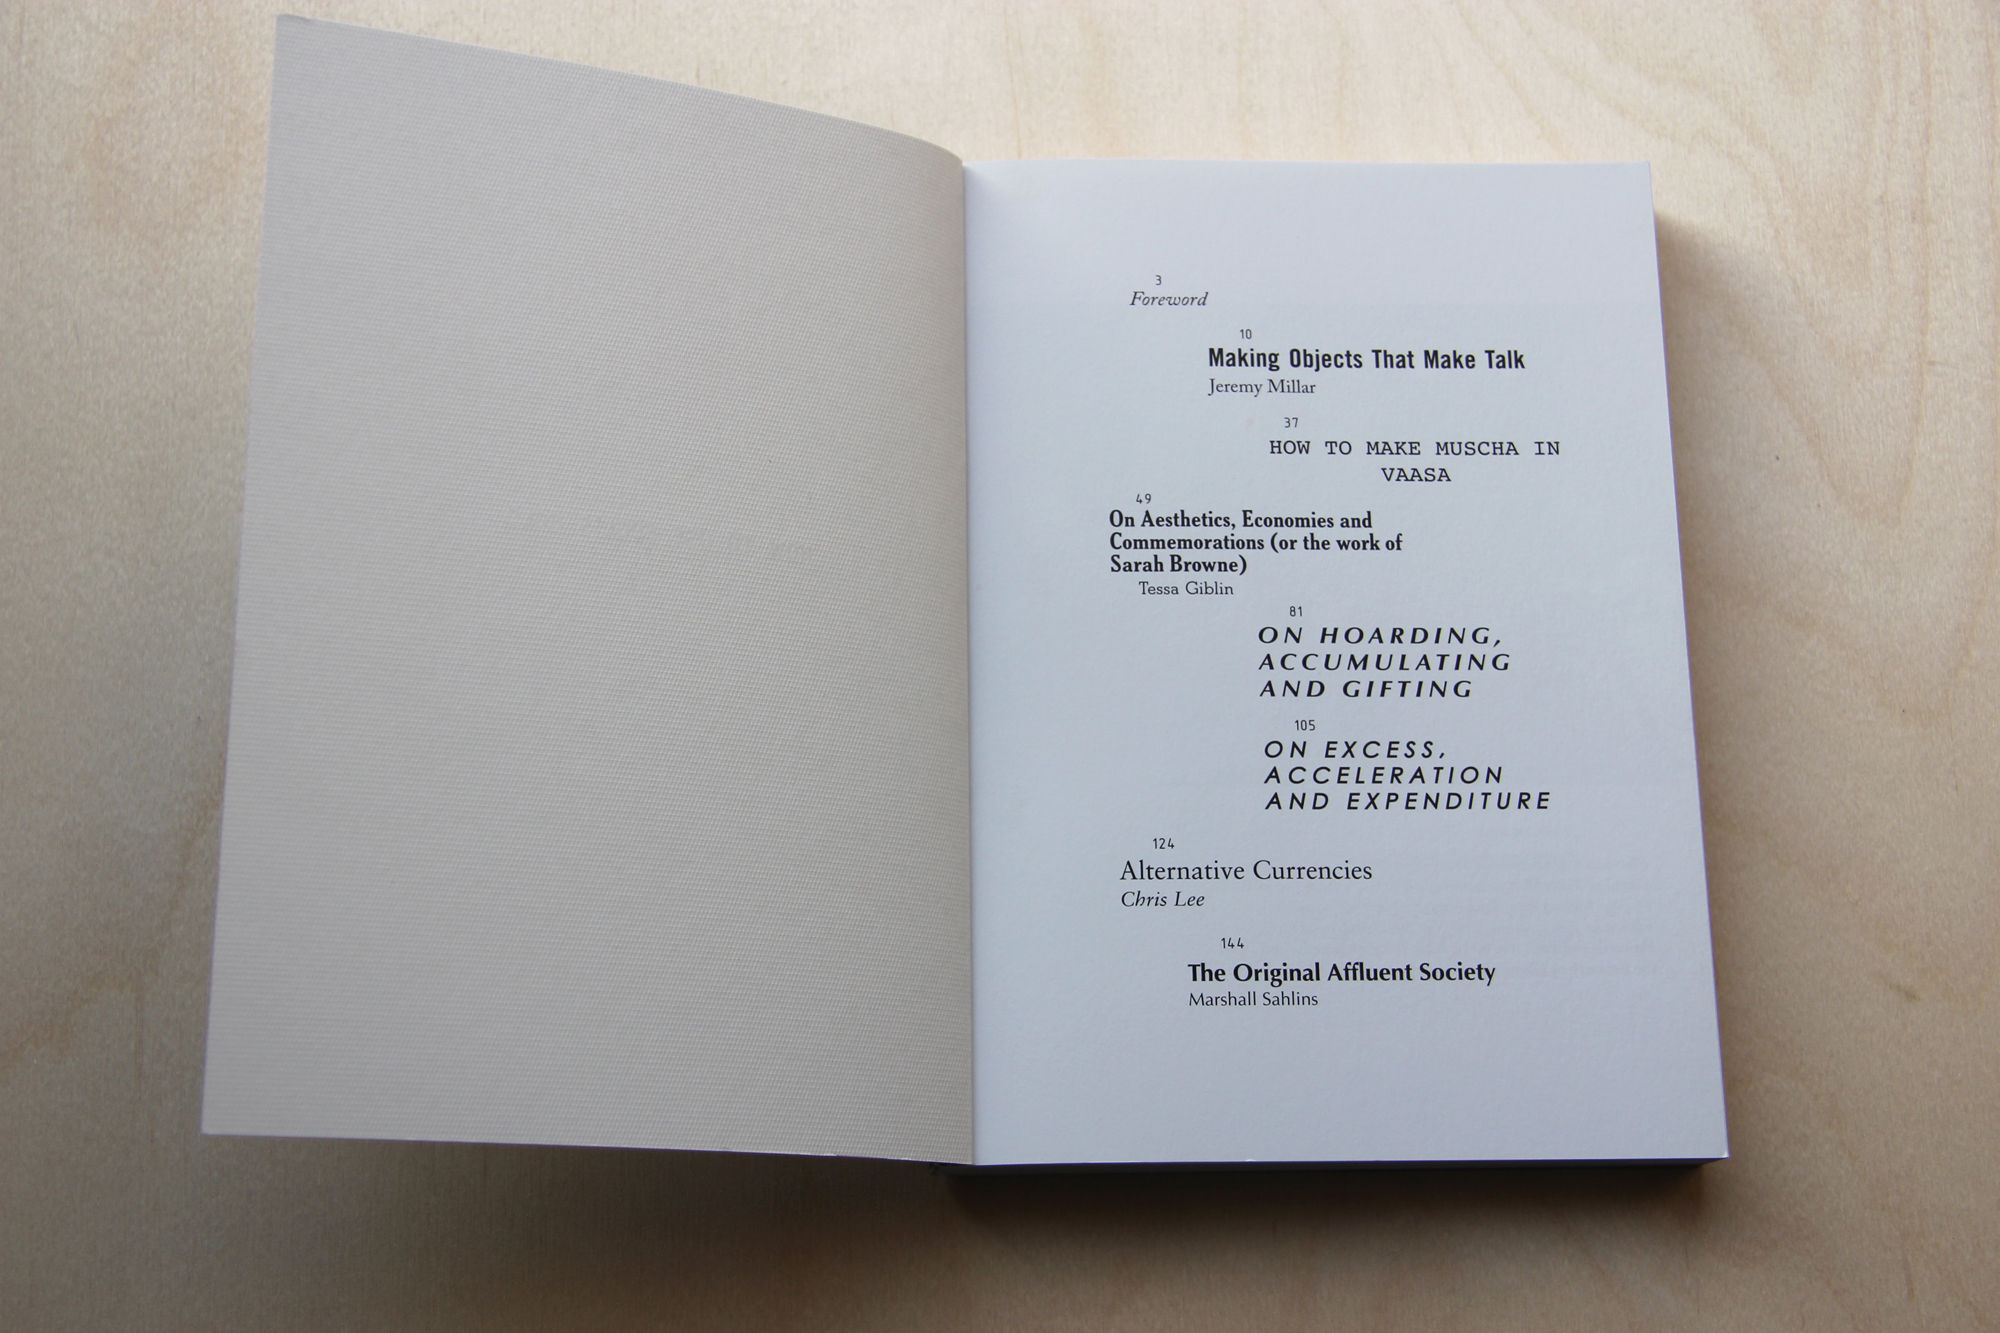 3
Foreword
10
Making Objects That Make Talk
Jeremy Millar
37
HOW TO MAKE MUSCHA IN
VAASA
49
On Aesthetics, Economies and
Commemorations (or the work of
Sarah Browne)
Tessa Giblin
81
ON HOARDING,
ACCUMULATING
AND GIFTING
105
ON EXCESS,
ACCELERATION
AND EXPENDITURE
124
Alternative Currencies
Chris Lee
144
The Original Affluent Society
Marshall Sahlins